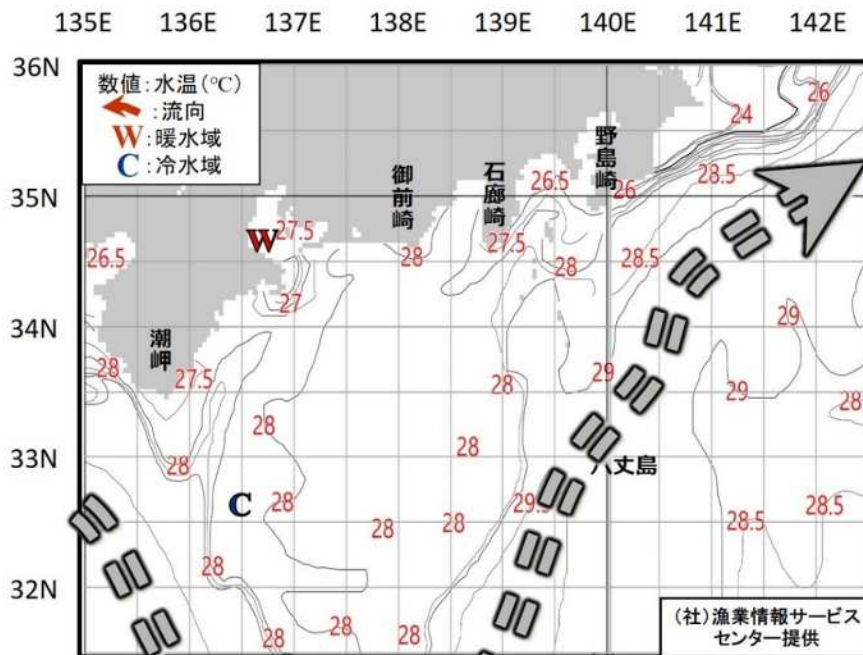 135E 136E 137E 138E 139E 140E 141E 142E
36N
数値:水温(℃)
:流向
W:暖水域
C:冷水域
24
26
野島崎
石廊崎
御前崎
26.5
28.5
26
35N
27.5
W
27.5
26.5
28
28
28.5
27
29
34N
潮岬
28
27.5
28
29
29
28
28
28
33N
28
八丈島
C
28
29.5
28.5
28
28
28.5
28
32N
28
28
28
(社)漁業情報サービス
センター提供